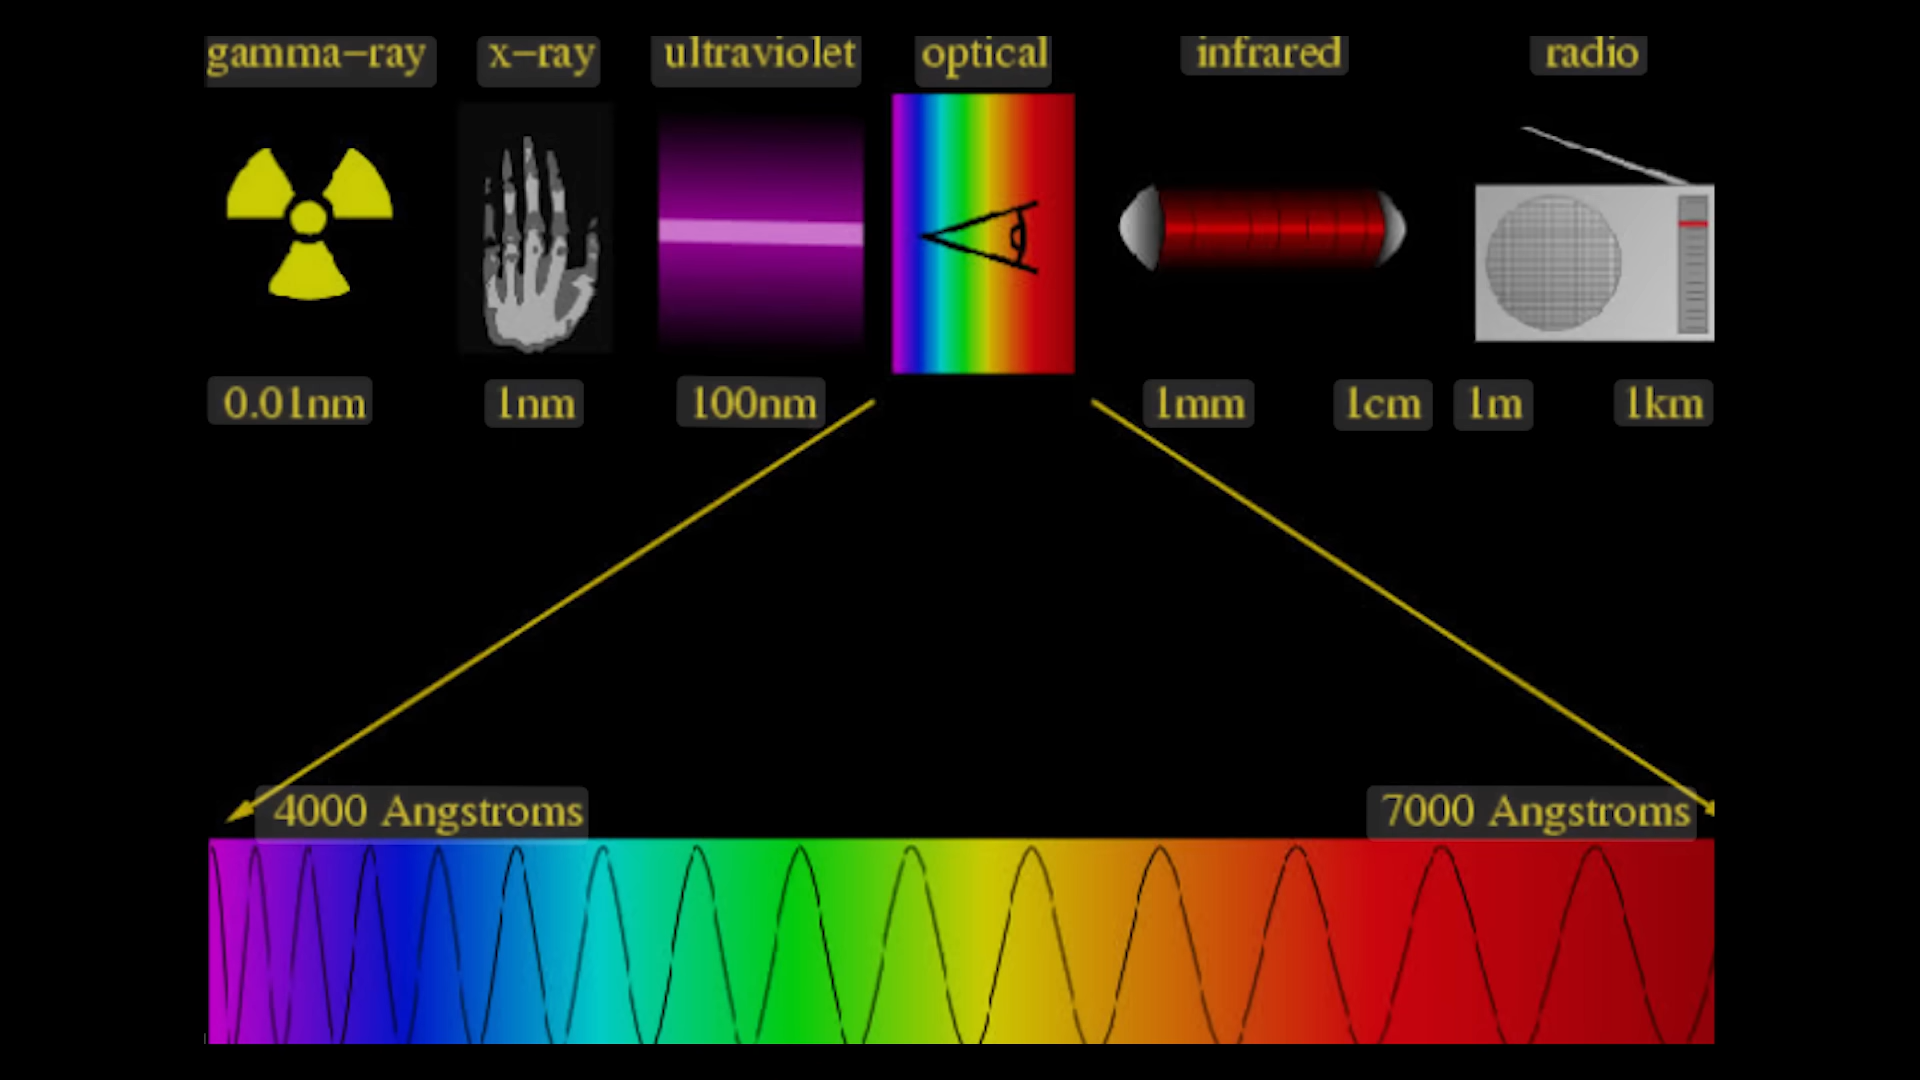 gamma-ray x-ray ultraviolet optical infrared radio
0.01nm 1nm 100nm 1mm 1cm 1m 1km
4000 Angstroms 7000 Angstroms